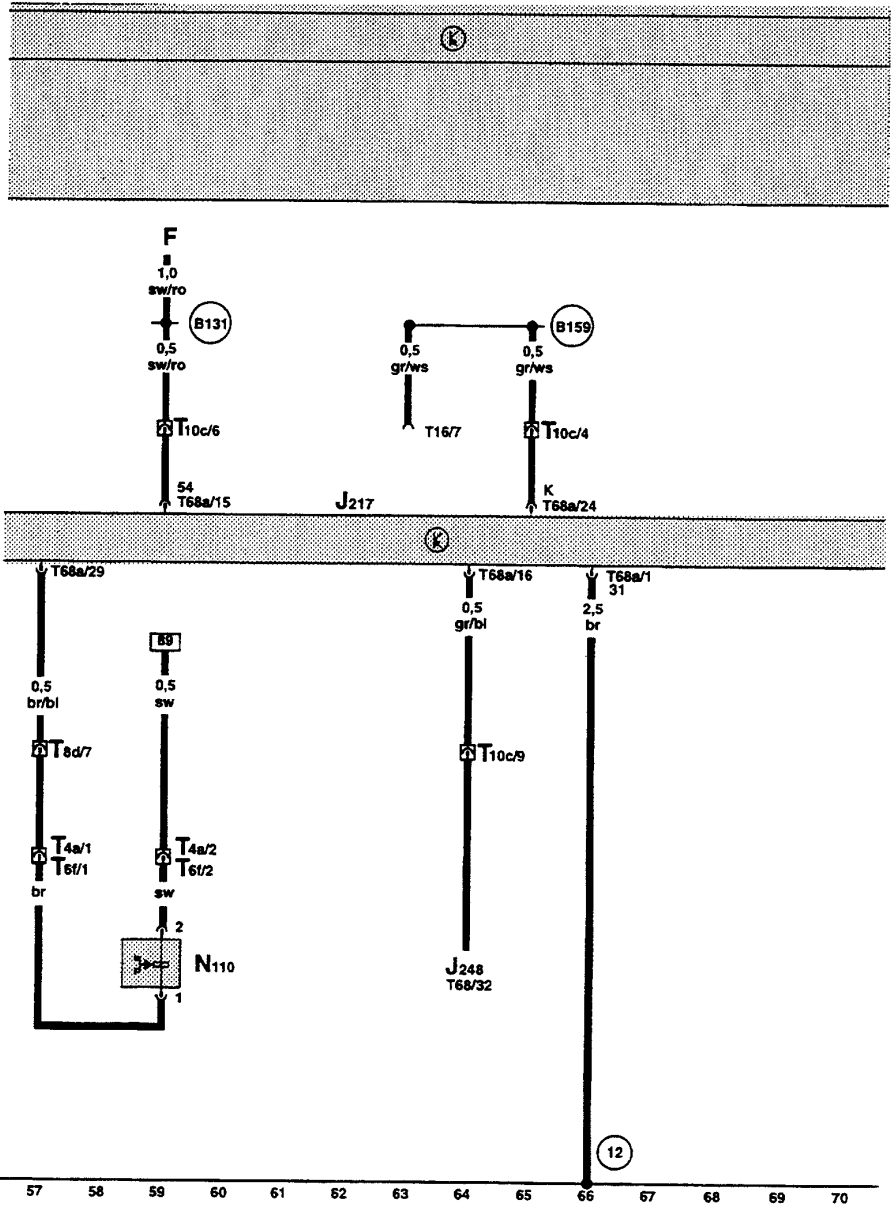 F
1,0
sw/ro
B131
0,5
sw/ro
T10c/6
54
T68a/15
B159
0,5
gr/ws
0,5
gr/ws
T16/7
T10c/4
K
T68a/24
J217
T68a/29
T68a/16
T68a/1
31
0,5
gr/bl
2,5
br
89
0,5
br/bl
0,5
sw
T8d/7
T10c/9
T4a/1
T6f/1
T4a/2
T6f/2
br
sw
2
N110
1
J248
T68/32
12
57 58 59 60 61 62 63 64 65 66 67 68 69 70